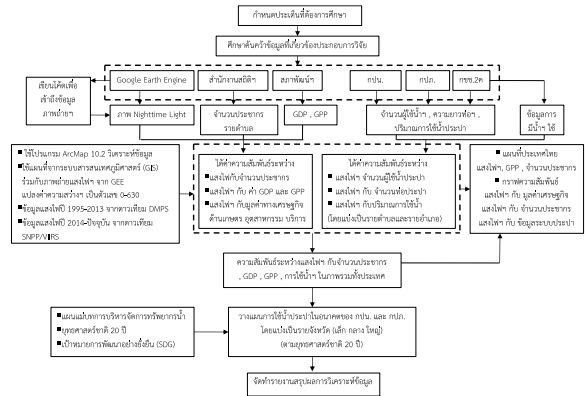 กำหนดประเด็นที่ต้องการศึกษา
ศึกษาค้นคว้าข้อมูลที่เกี่ยวข้องประกอบการวิจัย
เขียนโค้ดเพื่อ
เข้าถึงข้อมูล
ภาพถ่ายฯ
Google Earth Engine
สำนักงานสถิติฯ
สภาพัฒน์ฯ
กปน.
กปภ.
กชช.2ค
ภาพ Nighttime Light
จำนวนประชากร
รายตำบล
GDP , GPP
จำนวนผู้ใช้น้ำฯ , ความยาวท่อฯ ,
ปริมาณการใช้น้ำประปา
ข้อมูลการ
มีน้ำฯ ใช้
▪ใช้โปรแกรม ArcMap 10.2 วิเคราะห์ข้อมูล
▪ใช้แผนที่จากระบบสารสนเทศภูมิศาสตร์ (GIS)
ร่วมกับภาพถ่ายแสงไฟฯ จาก GEE
แปลงค่าความสว่างฯ เป็นตัวเลข 0-630
▪ข้อมูลแสงไฟปี 1995-2013 จากดาวเทียม DMPS
▪ข้อมูลแสงไฟปี 2014-ปัจจุบัน จากดาวเทียม
SNPP/VIIRS
ได้ค่าความสัมพันธ์ระหว่าง
▪ แสงไฟฯกับจำนวนประชากร
▪ แสงไฟฯ กับ ค่า GDP และ GPP
▪ แสงไฟฯ กับมูลค่าทางเศรษฐกิจ
ด้านเกษตร อุตสาหกรรม บริการ
ได้ค่าความสัมพันธ์ระหว่าง
▪ แสงไฟฯ จำนวนผู้ใช้น้ำประปา
▪ แสงไฟฯ กับ จำนวนท่อประปา
▪ แสงไฟฯ กับปริมาณการใช้น้ำ
(โดยแบ่งเป็นรายตำบลและรายอำเภอ)
▪ แผนที่ประเทศไทย
แสงไฟฯ, GPP , จำนวนประชากร
▪ กราฟความสัมพันธ์
แสงไฟฯ กับ มูลค่าเศรษฐกิจ
แสงไฟฯ กับ จำนวนประชากร
แสงไฟฯ กับ ข้อมูลระบบประปา
ความสัมพันธ์ระหว่างแสงไฟฯ กับจำนวนประชากร
, GDP , GPP , การใช้น้ำฯ ในภาพรวมทั้งประเทศ
▪แผนแม่บทการบริหารจัดการทรัพยากรน้ำ
▪ยุทธศาสตร์ชาติ 20 ปี
▪เป้าหมายการพัฒนาอย่างยั่งยืน (SDG)
วางแผนการใช้น้ำประปาในอนาคตของ กปน. และ กปภ.
โดยแบ่งเป็นรายจังหวัด (เล็ก กลาง ใหญ่)
(ตามยุทธศาสตร์ชาติ 20 ปี)
จัดทำรายงานสรุปผลการวิเคราะห์ข้อมูล